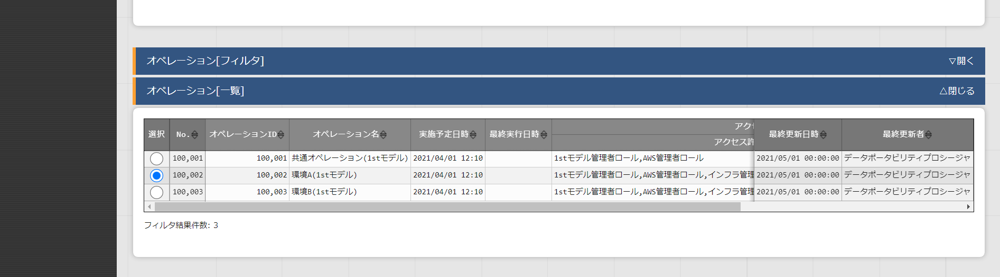 オペレーション[フィルタ] ▽開く
オペレーション[一覧] △閉じる
アクセ
選択 No. オペレーションID オペレーション名 実施予定日時 最終実行日時 最終更新日時 最終更新者
アクセス許
100,001 100,001 共通オペレーション(1stモデル) 2021/04/01 12:10 1stモデル管理者ロール,AWS管理者ロール 2021/05/01 00:00:00 データポータビリティプロシージャ
100,002 100,002 環境A(1stモデル) 2021/04/01 12:10 1stモデル管理者ロール,AWS管理者ロール,インフラ管理 2021/05/01 00:00:00 データポータビリティプロシージャ
100,003 100,003 環境B(1stモデル) 2021/04/01 12:10 1stモデル管理者ロール,AWS管理者ロール,インフラ管理 2021/05/01 00:00:00 データポータビリティプロシージャ
フィルタ結果件数: 3